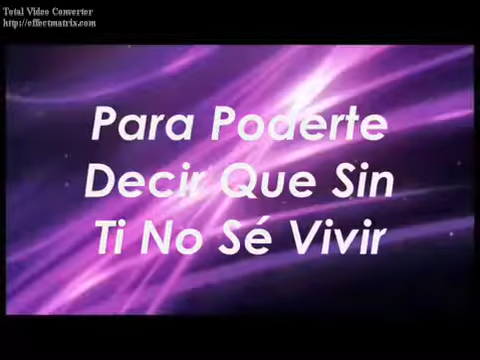 Total Video Converter
http://effectmatrix.com
Para Poderte
Decir Que Sin
Ti No Sé Vivir